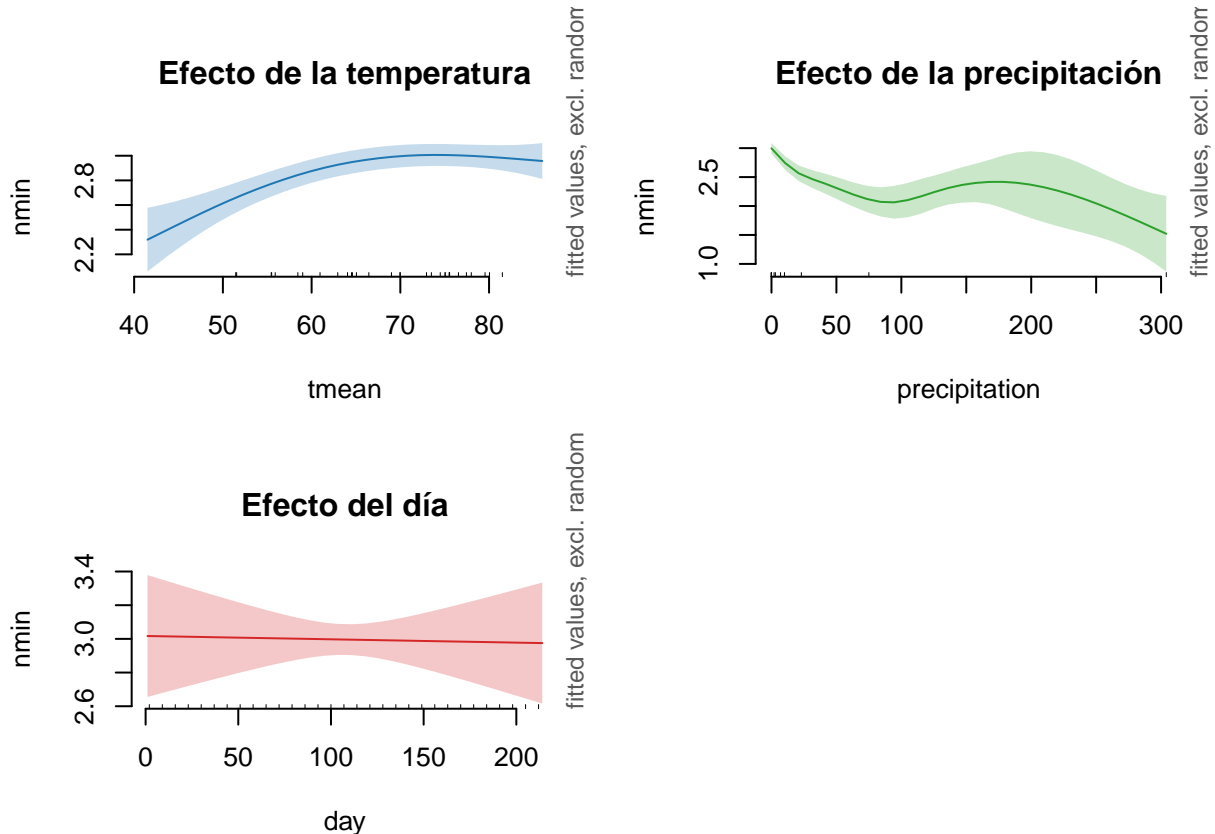 Efecto de la temperatura
nmin
2.2 2.8
40 50 60 70 80
tmean
fitted values, excl. random
Efecto de la precipitación
nmin
1.0 2.5
0 50 100 200 300
precipitation
fitted values, excl. random
Efecto del día
nmin
2.6 3.0 3.4
0 50 100 150 200
day
fitted values, excl. random